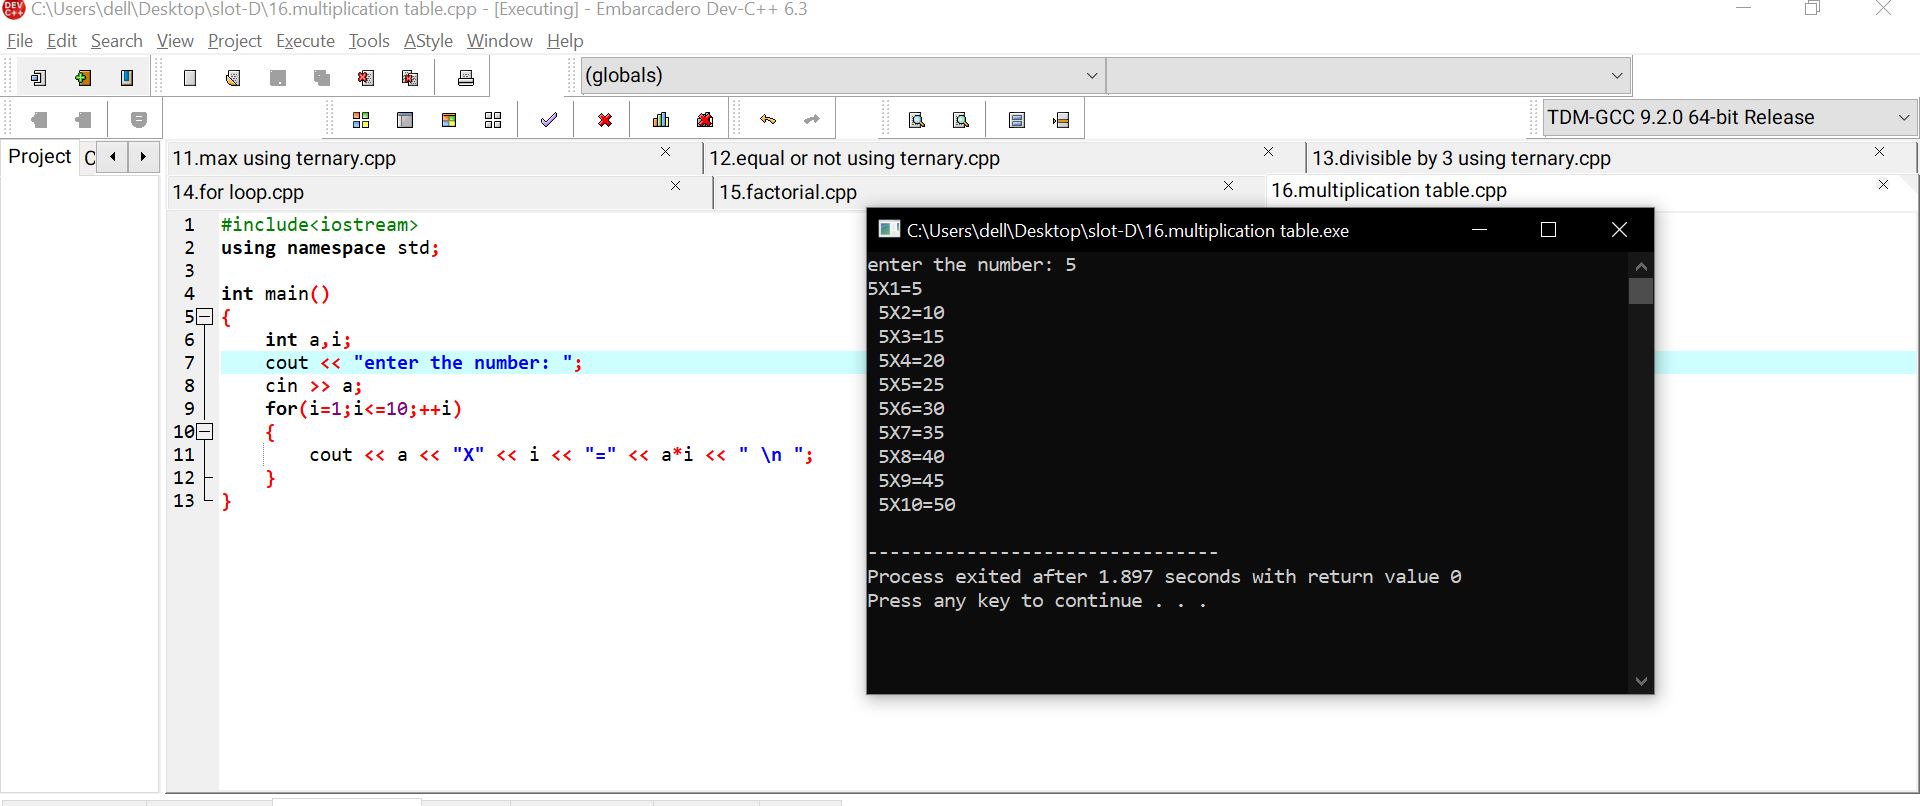 C:\Users\dell\Desktop\slot-D\16.multiplication table.cpp - [Executing] - Embarcadero Dev-C++ 6.3
File Edit Search View Project Execute Tools AStyle Window Help
(globals)
TDM-GCC 9.2.0 64-bit Release
Project C
11.max using ternary.cpp
12.equal or not using ternary.cpp
13.divisible by 3 using ternary.cpp
14.for loop.cpp
15.factorial.cpp
16.multiplication table.cpp
1 #include<iostream>
2 using namespace std;
3
4 int main()
5 {
6 int a,i;
7 cout << "enter the number: ";
8 cin >> a;
9 for(i=1;i<=10;++i)
10 {
11 cout << a << "X" << i << "=" << a*i << " \n ";
12 }
13 }
C:\Users\dell\Desktop\slot-D\16.multiplication table.exe
enter the number: 5
5X1=5
5X2=10
5X3=15
5X4=20
5X5=25
5X6=30
5X7=35
5X8=40
5X9=45
5X10=50
--------------------------------
Process exited after 1.897 seconds with return value 0
Press any key to continue . . .